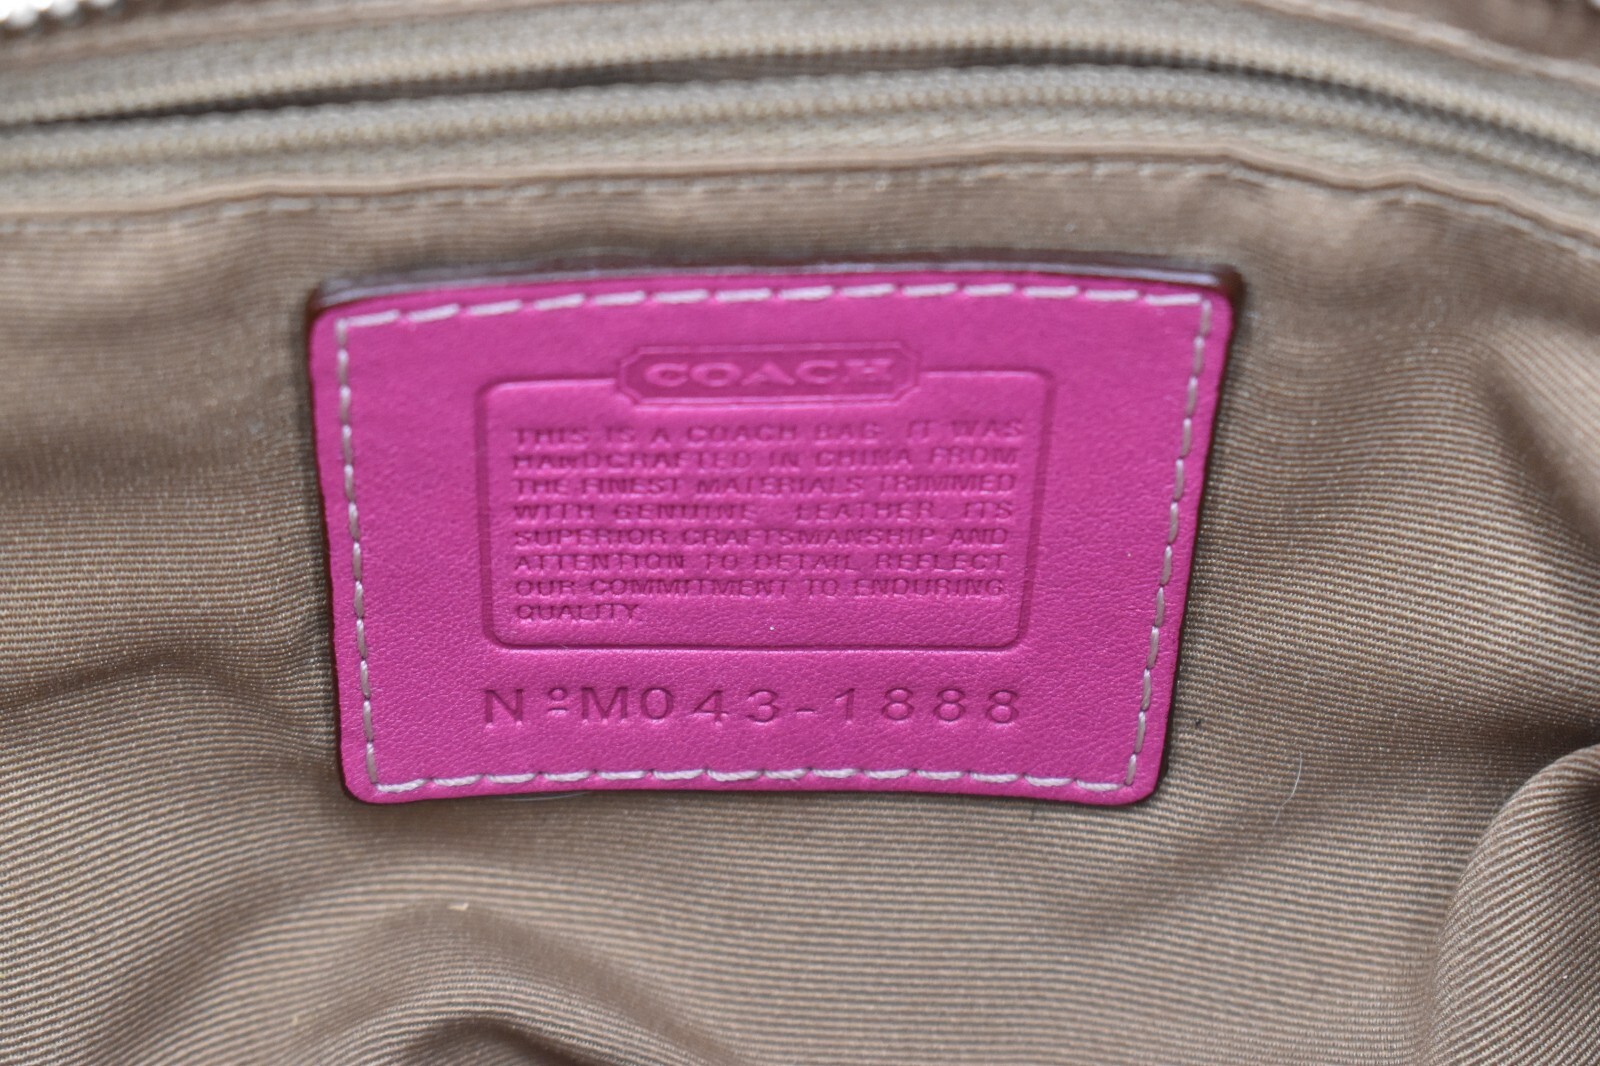 COACH
THIS IS A COACH BAG. IT WAS
HANDCRAFTED IN CHINA FROM
THE FINEST MATERIALS TRIMMED
WITH GENUINE LEATHER. ITS
SUPERIOR CRAFTSMANSHIP AND
ATTENTION TO DETAIL REFLECT
OUR COMMITMENT TO ENDURING
QUALITY.
Nº M043-1888